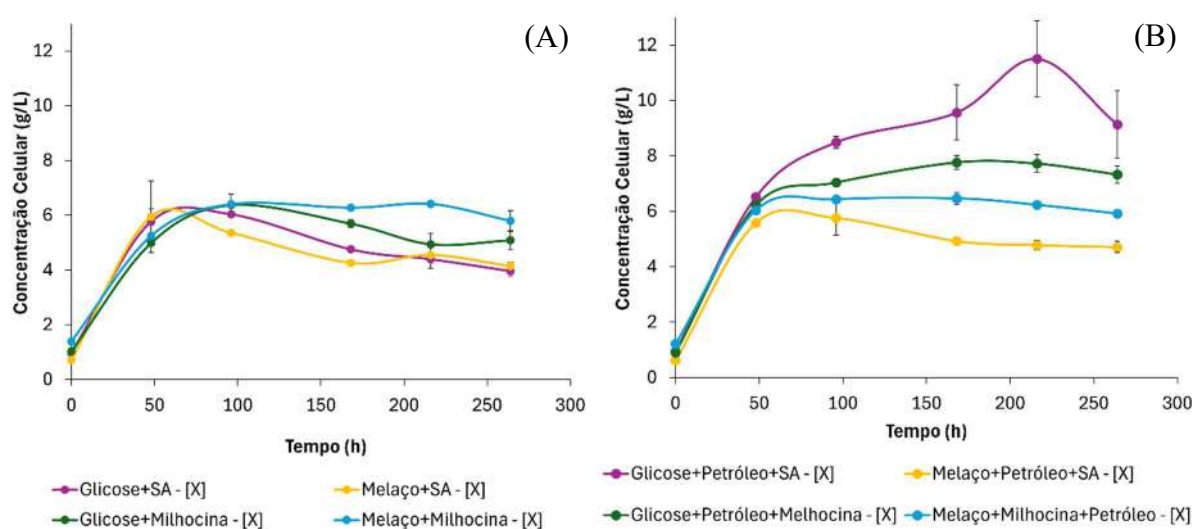 (A)
12
10
8
6
4
2
0
Concentração Celular (g/L)
0 50 100 150 200 250 300
Tempo (h)
Glicose+SA - [X] Melaço+SA - [X]
Glicose+Milhocina - [X] Melaço+Milhocina - [X]
(B)
12
10
8
6
4
2
0
Concentração Celular (g/L)
0 50 100 150 200 250 300
Tempo (h)
Glicose+Petróleo+SA - [X] Melaço+Petróleo+SA - [X]
Glicose+Petróleo+Melhocina - [X] Melaço+Milhocina+Petróleo - [X]